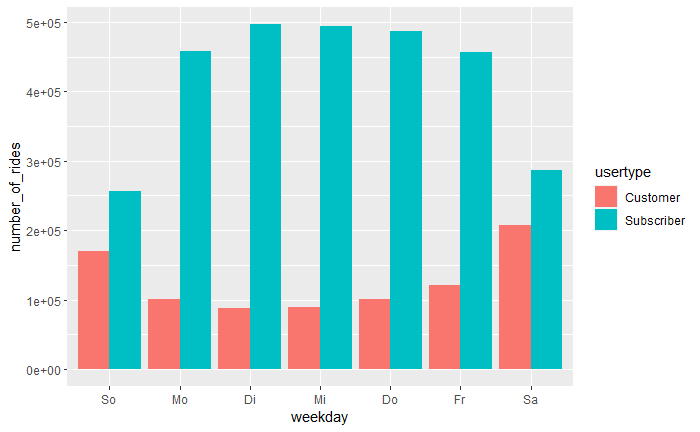 5e+05
4e+05
3e+05
2e+05
1e+05
0e+00
number_of_rides
So Mo Di Mi Do Fr Sa
weekday
usertype
Customer
Subscriber